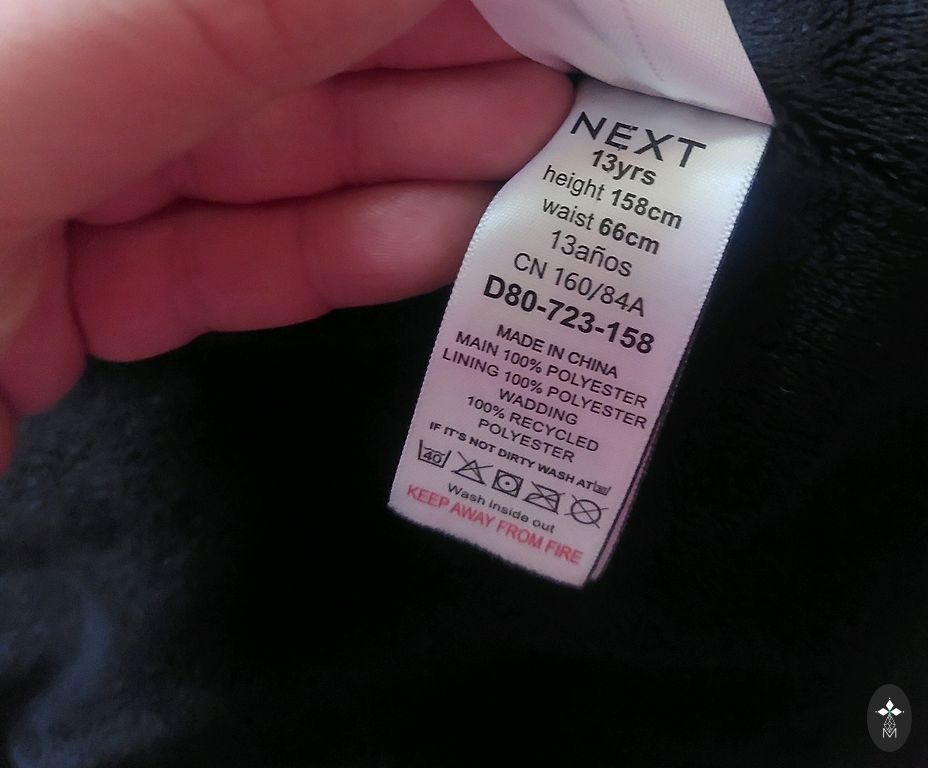 NEXT
13yrs
height 158cm
waist 66cm
13años
CN 160/84A
D80-723-158
MADE IN CHINA
MAIN 100% POLYESTER
LINING 100% POLYESTER
WADDING
100% RECYCLED
POLYESTER
IF IT'S NOT DIRTY WASH AT
40
Wash inside out
KEEP AWAY FROM FIRE
M